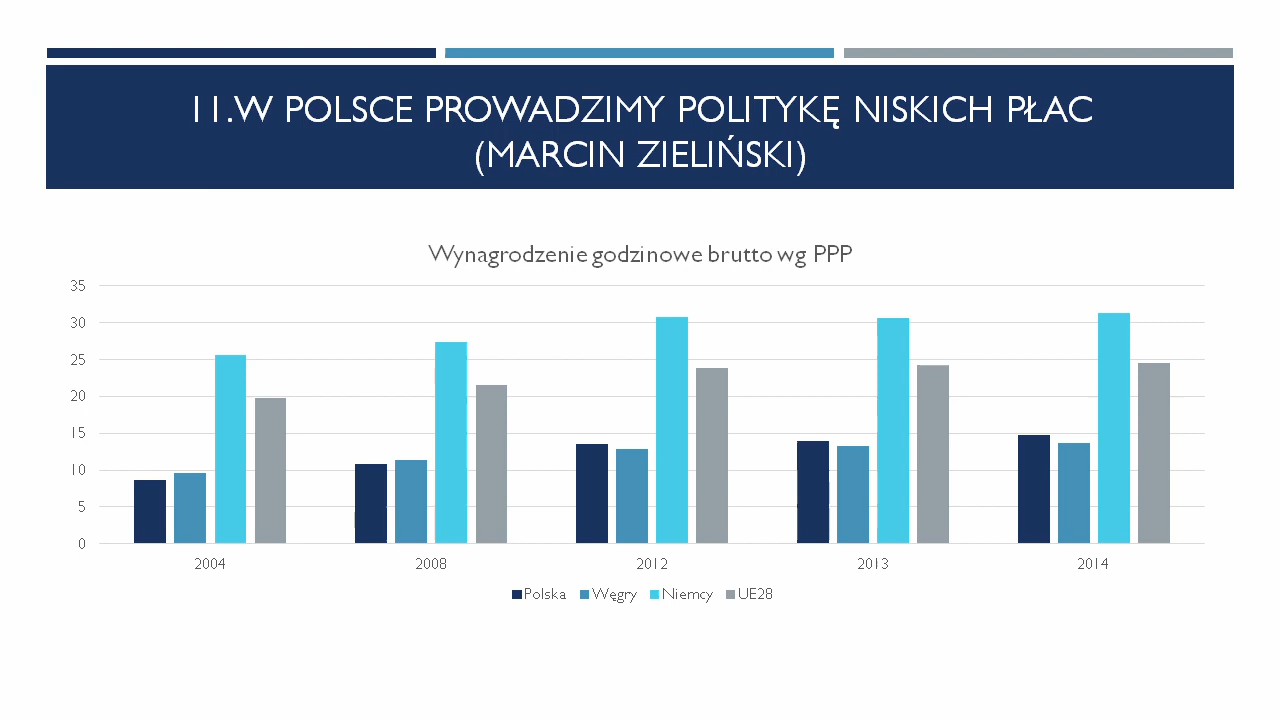 11.W POLSCE PROWADZIMY POLITYKĘ NISKICH PŁAC
(MARCIN ZIELIŃSKI)
Wynagrodzenie godzinowe brutto wg PPP
35
30
25
20
15
10
5
0
2004 2008 2012 2013 2014
Polska Węgry Niemcy UE28